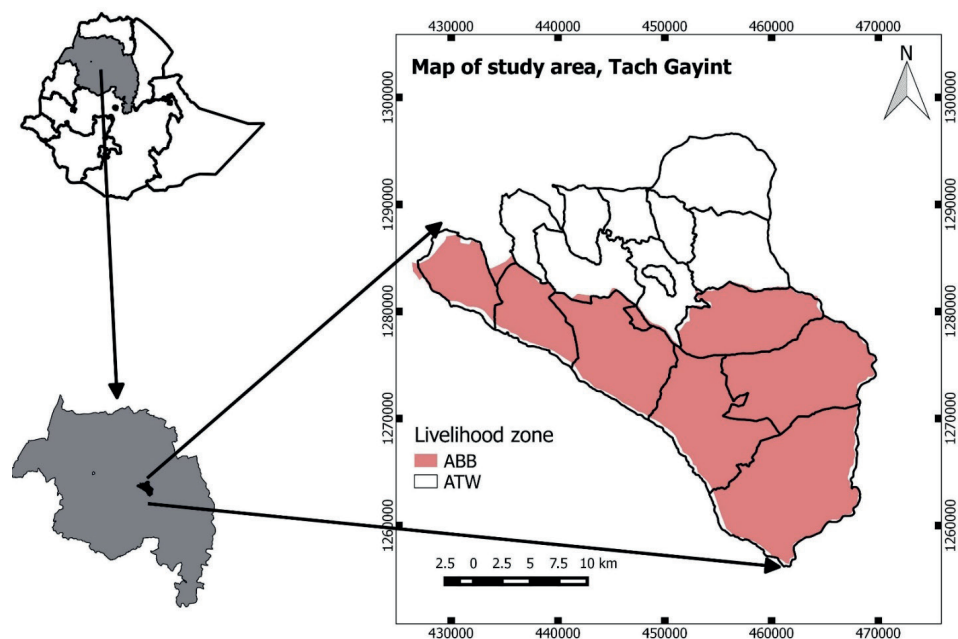 430000 440000 450000 460000 470000
Map of study area, Tach Gayint
N
1300000 1300000
1290000 1290000
1280000 1280000
1270000 1270000
1260000 1260000
Livelihood zone
ABB
ATW
2.5 0 2.5 5 7.5 10 km
430000 440000 450000 460000 470000